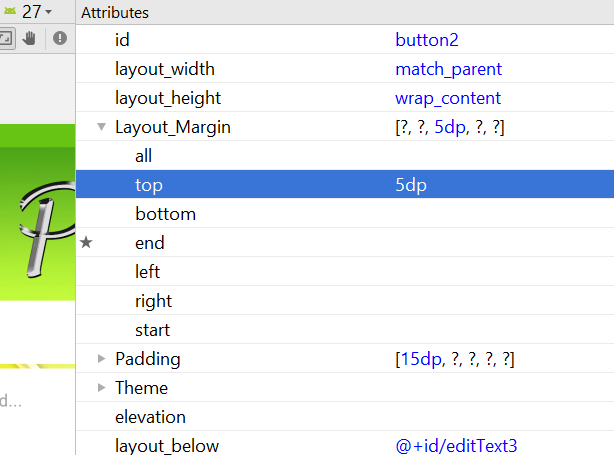 27 Attributes
id button2
layout_width match_parent
layout_height wrap_content
Layout_Margin [?, ?, 5dp, ?, ?]
all
top 5dp
bottom
end
left
right
start
Padding [15dp, ?, ?, ?, ?]
Theme
d...
elevation
layout_below @+id/editText3
P